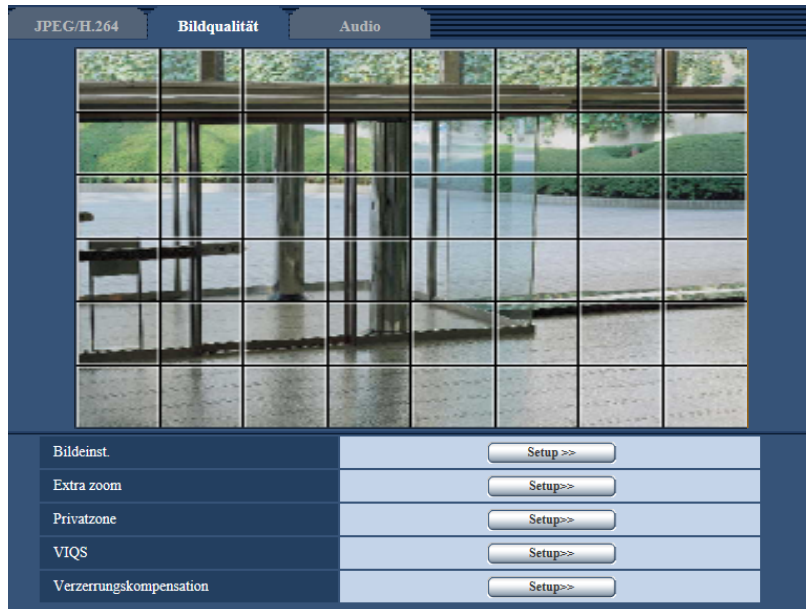 JPEG/H.264 Bildqualität Audio
Bildeinst. Setup >>
Extra zoom Setup>>
Privatzone Setup>>
VIQS Setup>>
Verzerrungskompensation Setup>>